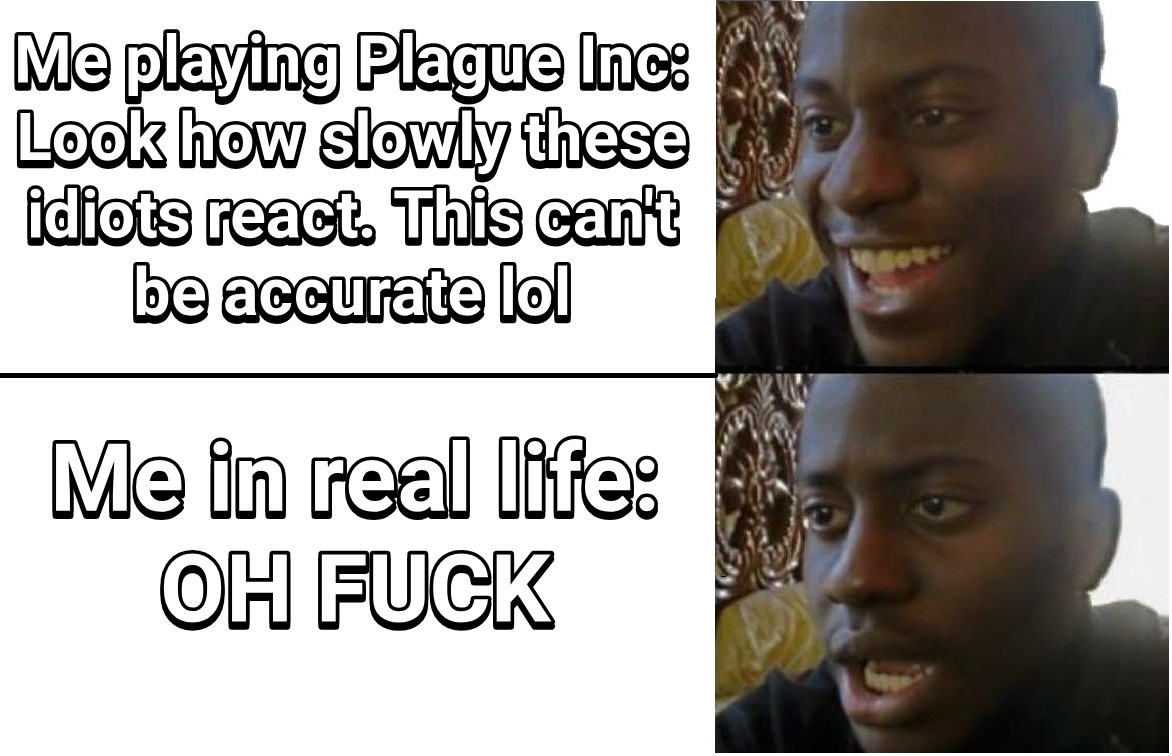 Me playing Plague Inc:
Look how slowly these
idiots react. This can't
be accurate lol
Me in real life:
OH FUCK